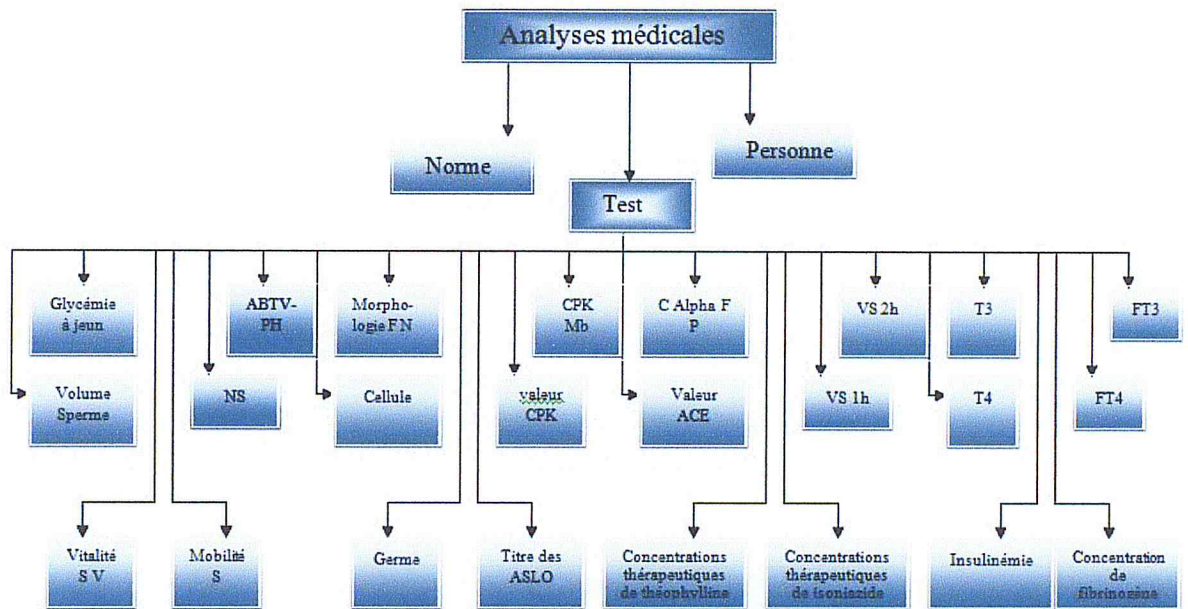 Analyses médicales
Norme
Personne
Test
Glycémie
à jeun
ABTV-
PH
Morpho-
logie F N
CPK
Mb
C Alpha F
P
VS 2h
T3
FT3
Volume
Sperme
NS
Cellule
valeur
CPK
Valeur
ACE
VS 1h
T4
FT4
Vitalité
S V
Mobilité
S
Germe
Titre des
ASLO
Concentrations
thérapeutiques
de théophylline
Concentrations
thérapeutiques
de isoniazide
Insulinémie
Concentration
de
fibrinogène